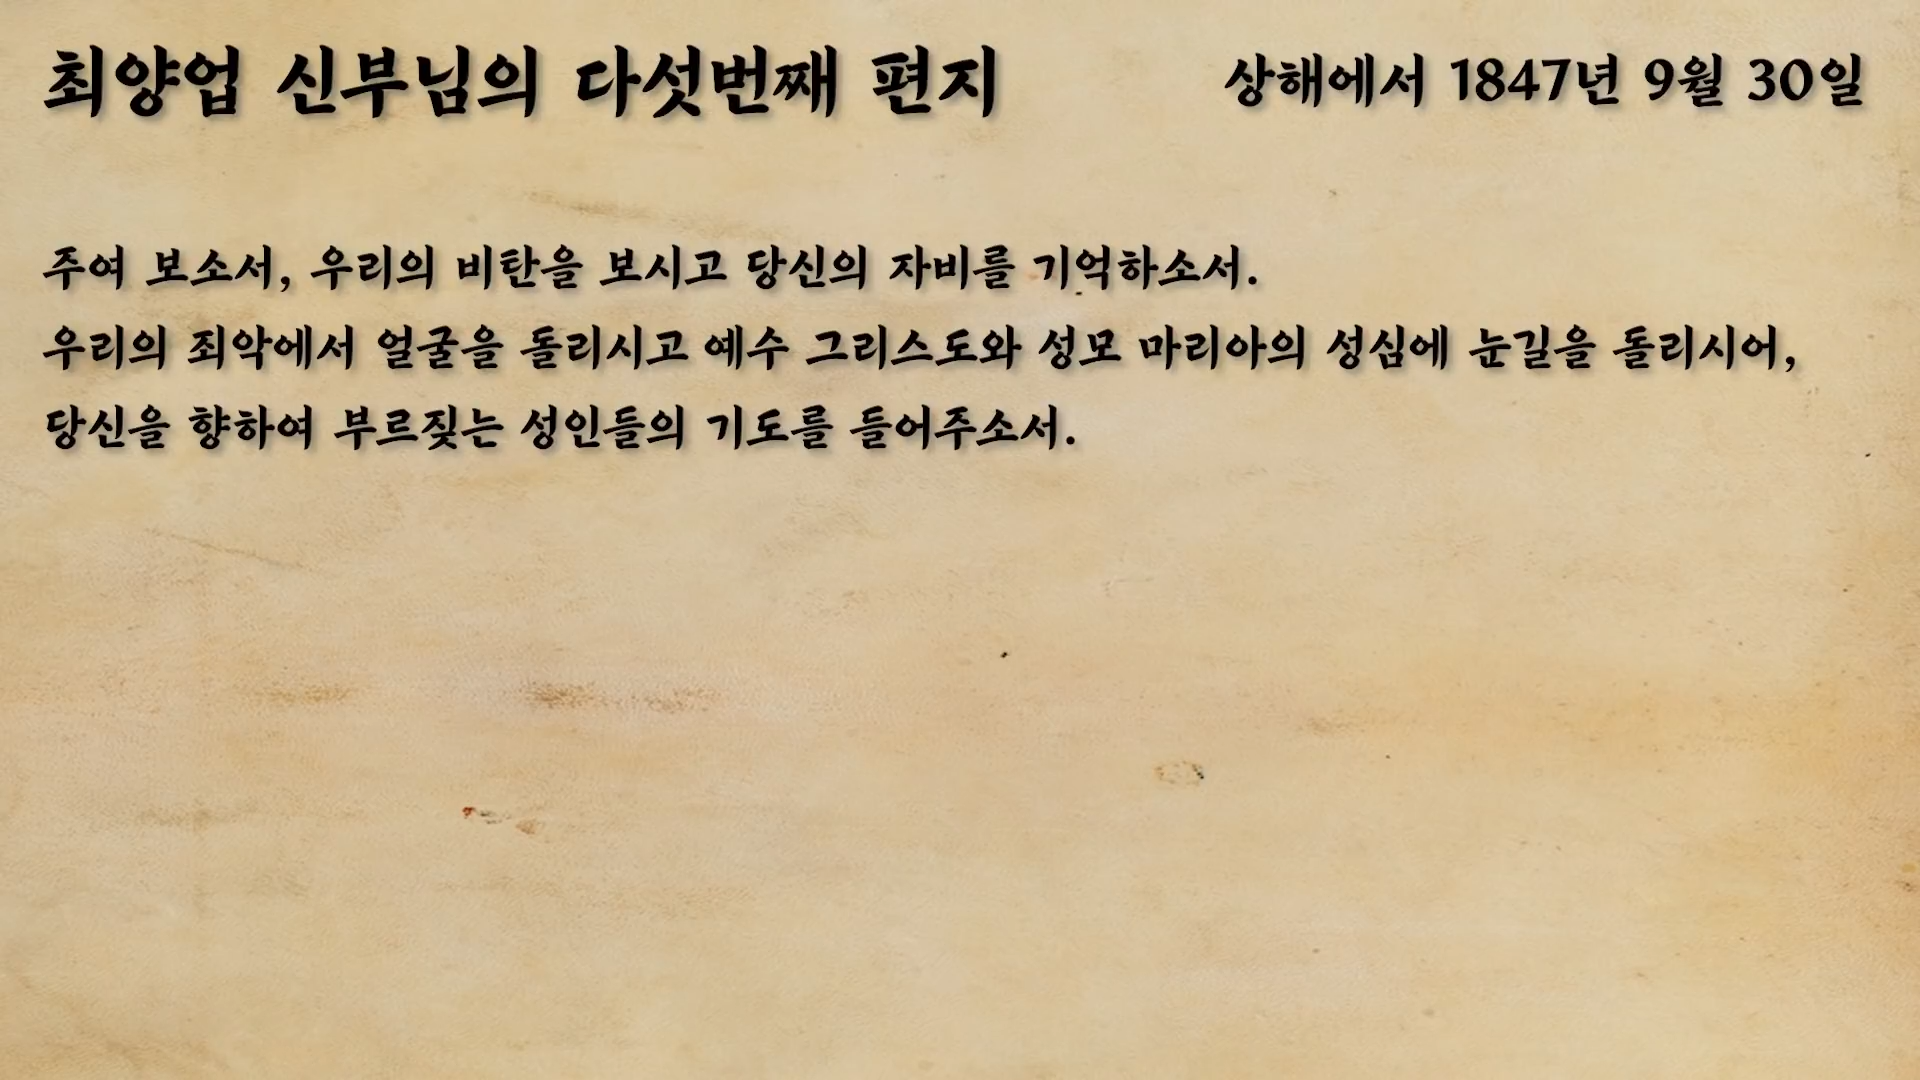 최양업 신부님의 다섯번째 편지
상해에서 1847년 9월 30일
주여 보소서, 우리의 비탄을 보시고 당신의 자비를 기억하소서.
우리의 죄악에서 얼굴을 돌리시고 예수 그리스도와 성모 마리아의 성심에 눈길을 돌리시어,
당신을 향하여 부르짖는 성인들의 기도를 들어주소서.